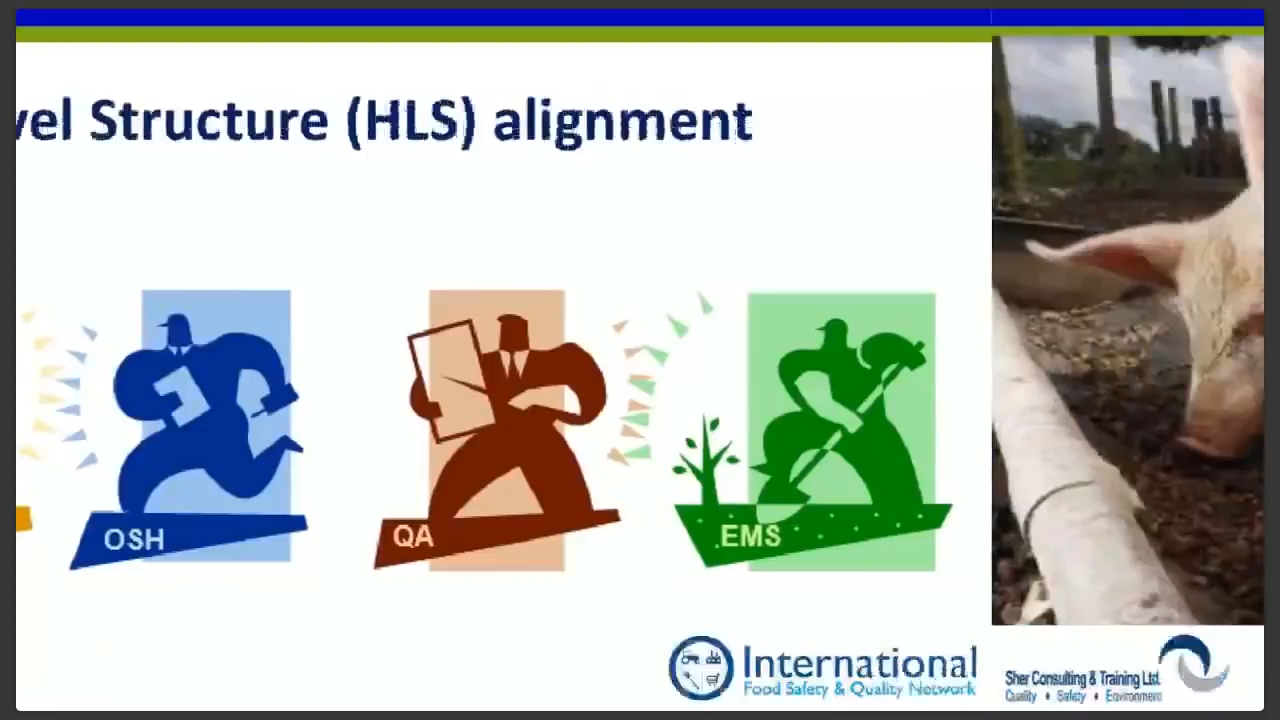 vel Structure (HLS) alignment
OSH
QA
EMS
International
Food Safety & Quality Network
Sher Consulting & Training Ltd.
Quality • Safety • Environment